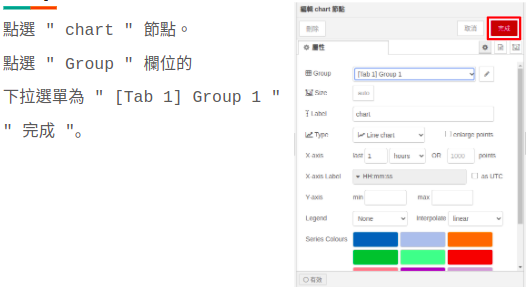 點選 " chart " 節點。
點選 " Group " 欄位的
下拉選單為 " [Tab 1] Group 1 "
" 完成 "。
編輯 chart 節點
刪除
取消
完成
屬性
Group
[Tab 1] Group 1
Size
auto
Label
chart
Type
Line chart
enlarge points
X-axis
last
1
hours
OR
1000
points
X-axis Label
HH:mm:ss
as UTC
Y-axis
min
max
Legend
None
Interpolate
linear
Series Colours
有效